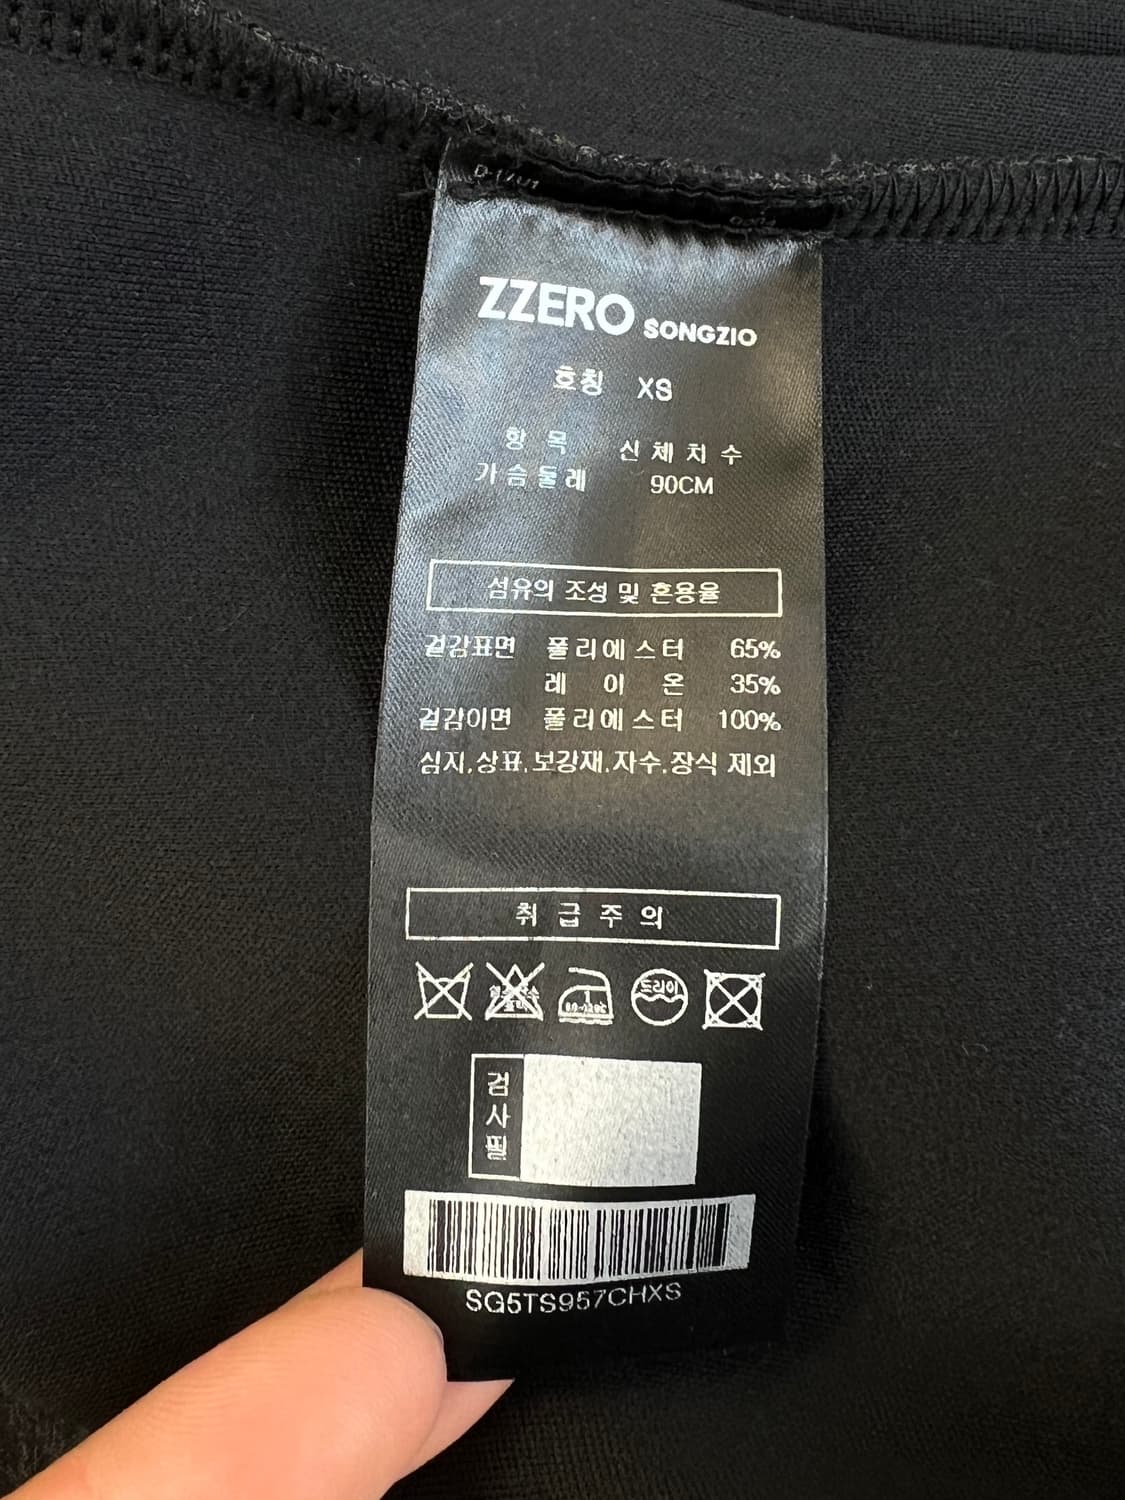 ZZERO SONGZIO
호칭 XS
항목 신체치수
가슴둘레 90CM
섬유의 조성 및 혼용율
겉감표면 폴리에스터 65%
레이온 35%
겉감이면 폴리에스터 100%
심지,상표,보강재,자수,장식 제외
취급주의
드라이
검사필
SG5TS957CHXS